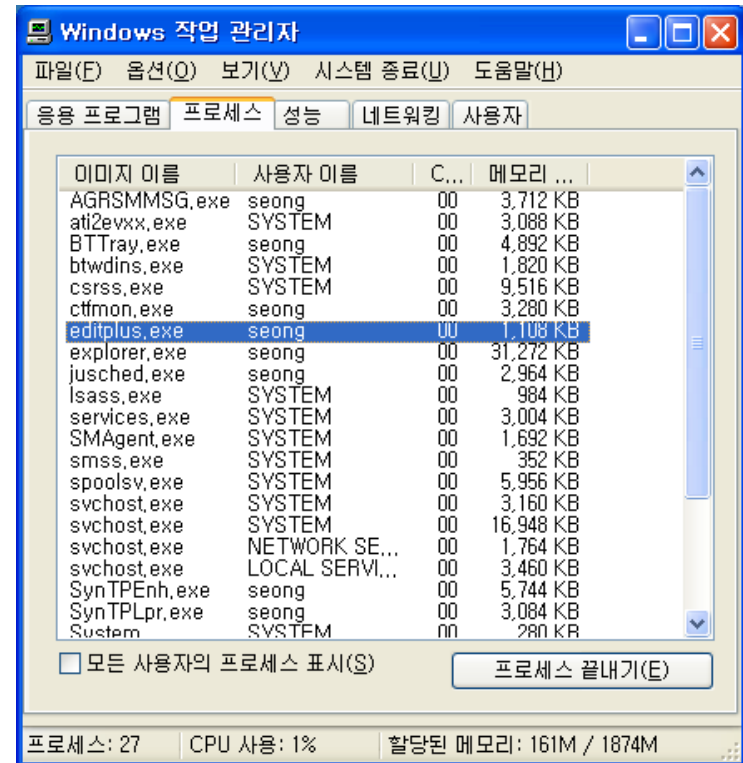 Windows 작업 관리자
파일(F) 옵션(O) 보기(V) 시스템 종료(U) 도움말(H)
응용 프로그램 프로세스 성능 네트워킹 사용자
이미지 이름 사용자 이름 C... 메모리 ...
AGRSMMSG.exe seong 00 3,712 KB
ati2evxx.exe SYSTEM 00 3,088 KB
BTTray.exe seong 00 4,892 KB
btwdins.exe SYSTEM 00 1,820 KB
csrss.exe SYSTEM 00 9,516 KB
ctfmon.exe seong 00 3,280 KB
editplus.exe seong 00 1,108 KB
explorer.exe seong 00 31,272 KB
jusched.exe seong 00 2,964 KB
lsass.exe SYSTEM 00 984 KB
services.exe SYSTEM 00 3,004 KB
SMAgent.exe SYSTEM 00 1,692 KB
smss.exe SYSTEM 00 352 KB
spoolsv.exe SYSTEM 00 5,956 KB
svchost.exe SYSTEM 00 3,160 KB
svchost.exe SYSTEM 00 16,948 KB
svchost.exe NETWORK SE... 00 1,764 KB
svchost.exe LOCAL SERVI... 00 3,460 KB
SynTPEnh.exe seong 00 5,744 KB
SynTPLpr.exe seong 00 3,084 KB
System SYSTEM 00 280 KB
모든 사용자의 프로세스 표시(S) 프로세스 끝내기(E)
프로세스: 27 CPU 사용: 1% 할당된 메모리: 161M / 1874M